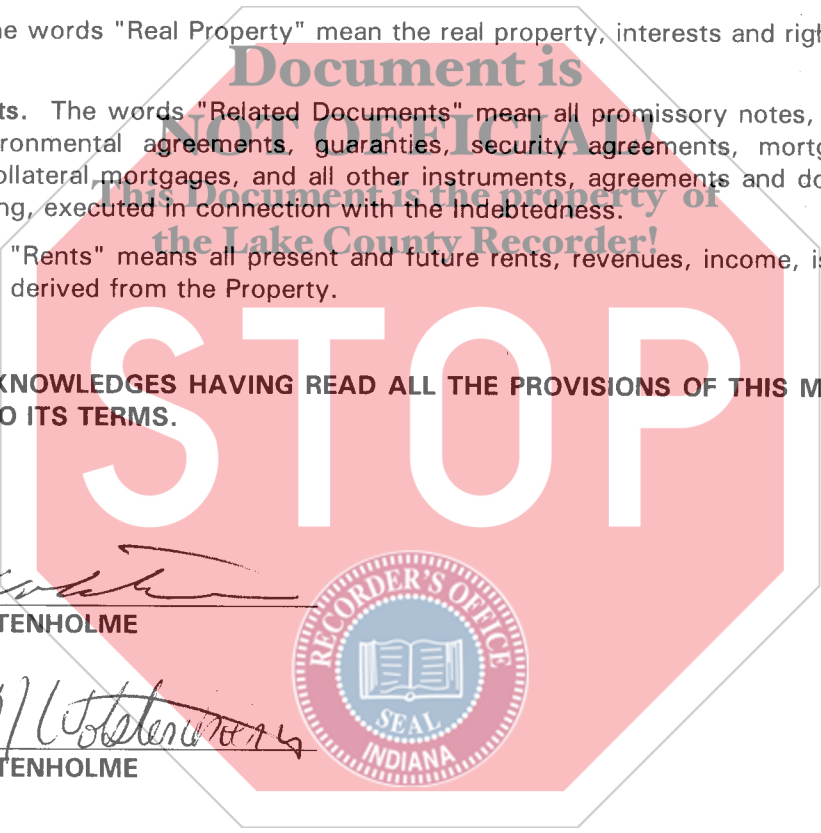 he words "Real Property" mean the real property, interests and righ
Document is
ts. The words "Related Documents" mean all promissory notes,
NOT OFFICIAL!
ronmental agreements, guaranties, security agreements, mortg
ollateral mortgages, and all other instruments, agreements and do
This Document is the property of
ng, executed in connection with the Indebtedness.
the Lake County Recorder!
"Rents" means all present and future rents, revenues, income, is
derived from the Property.
STOP
KNOWLEDGES HAVING READ ALL THE PROVISIONS OF THIS M
O ITS TERMS.
TENHOLME
RECORDER'S OFFICE
SEAL
INDIANA
TENHOLME